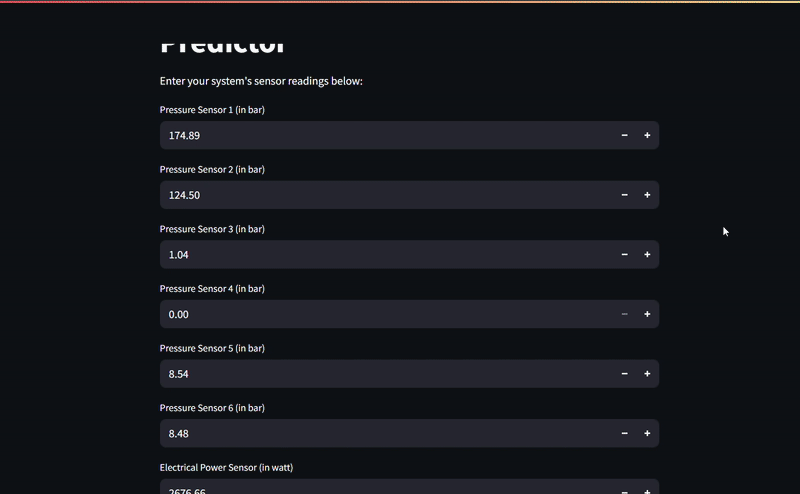 Predictor
Enter your system's sensor readings below:
Pressure Sensor 1 (in bar)
174.89
Pressure Sensor 2 (in bar)
124.50
Pressure Sensor 3 (in bar)
1.04
Pressure Sensor 4 (in bar)
0.00
Pressure Sensor 5 (in bar)
8.54
Pressure Sensor 6 (in bar)
8.48
Electrical Power Sensor (in watt)
2676.66